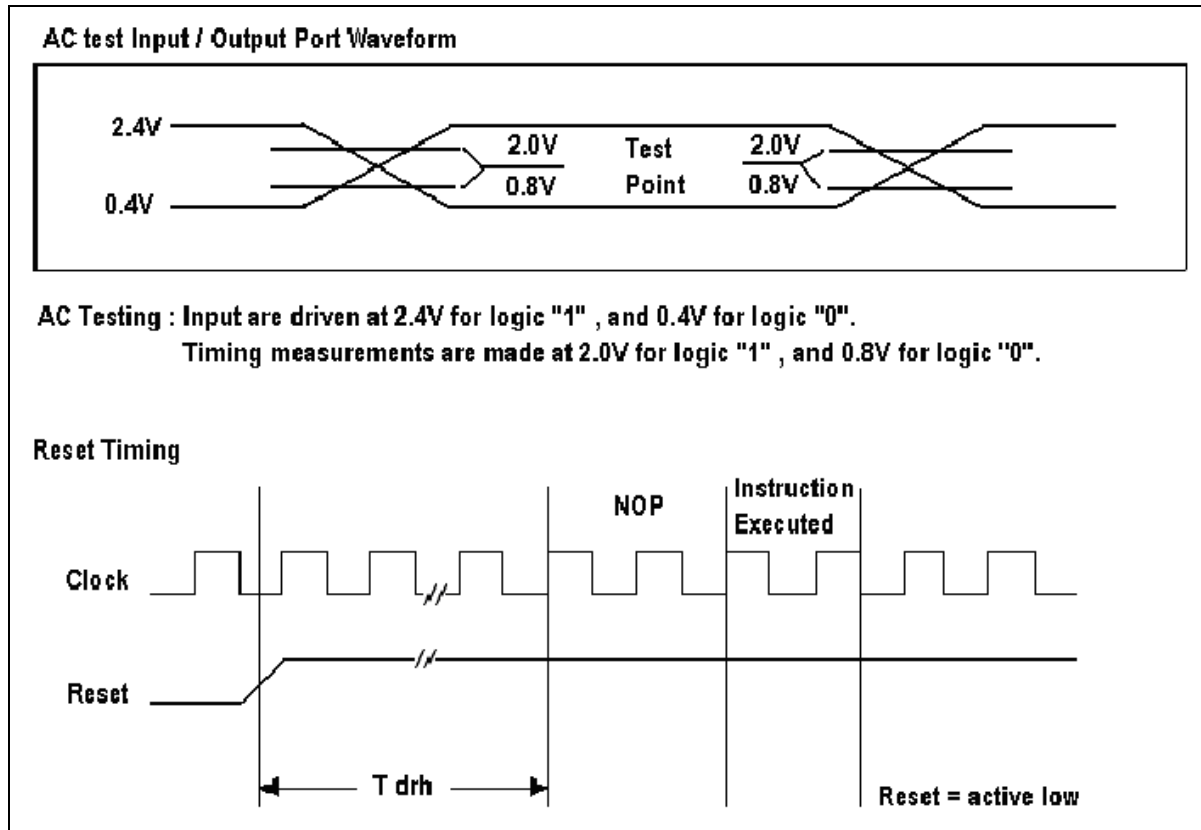 AC test Input / Output Port Waveform
2.4V
2.0V Test 2.0V
0.8V Point 0.8V
0.4V
AC Testing : Input are driven at 2.4V for logic "1" , and 0.4V for logic "0".
Timing measurements are made at 2.0V for logic "1" , and 0.8V for logic "0".
Reset Timing
NOP
Instruction
Executed
Clock
Reset
T drh
Reset = active low